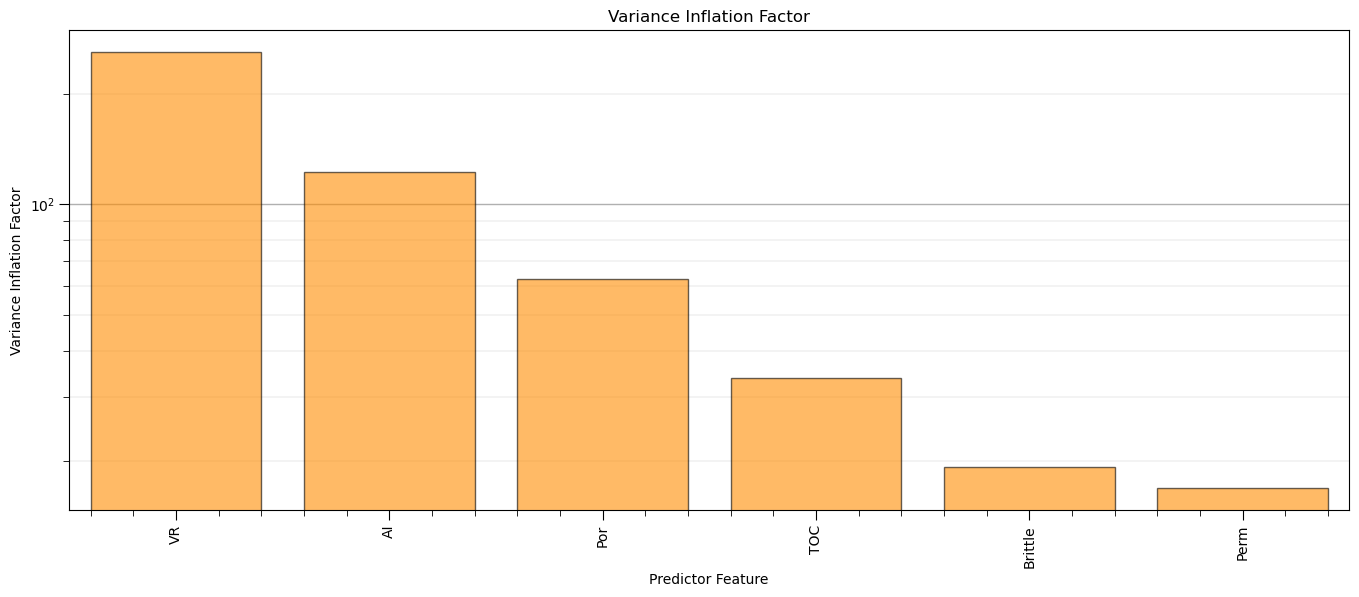 Variance Inflation Factor
Variance Inflation Factor
10²
VR
AI
Por
TOC
Brittle
Perm
Predictor Feature